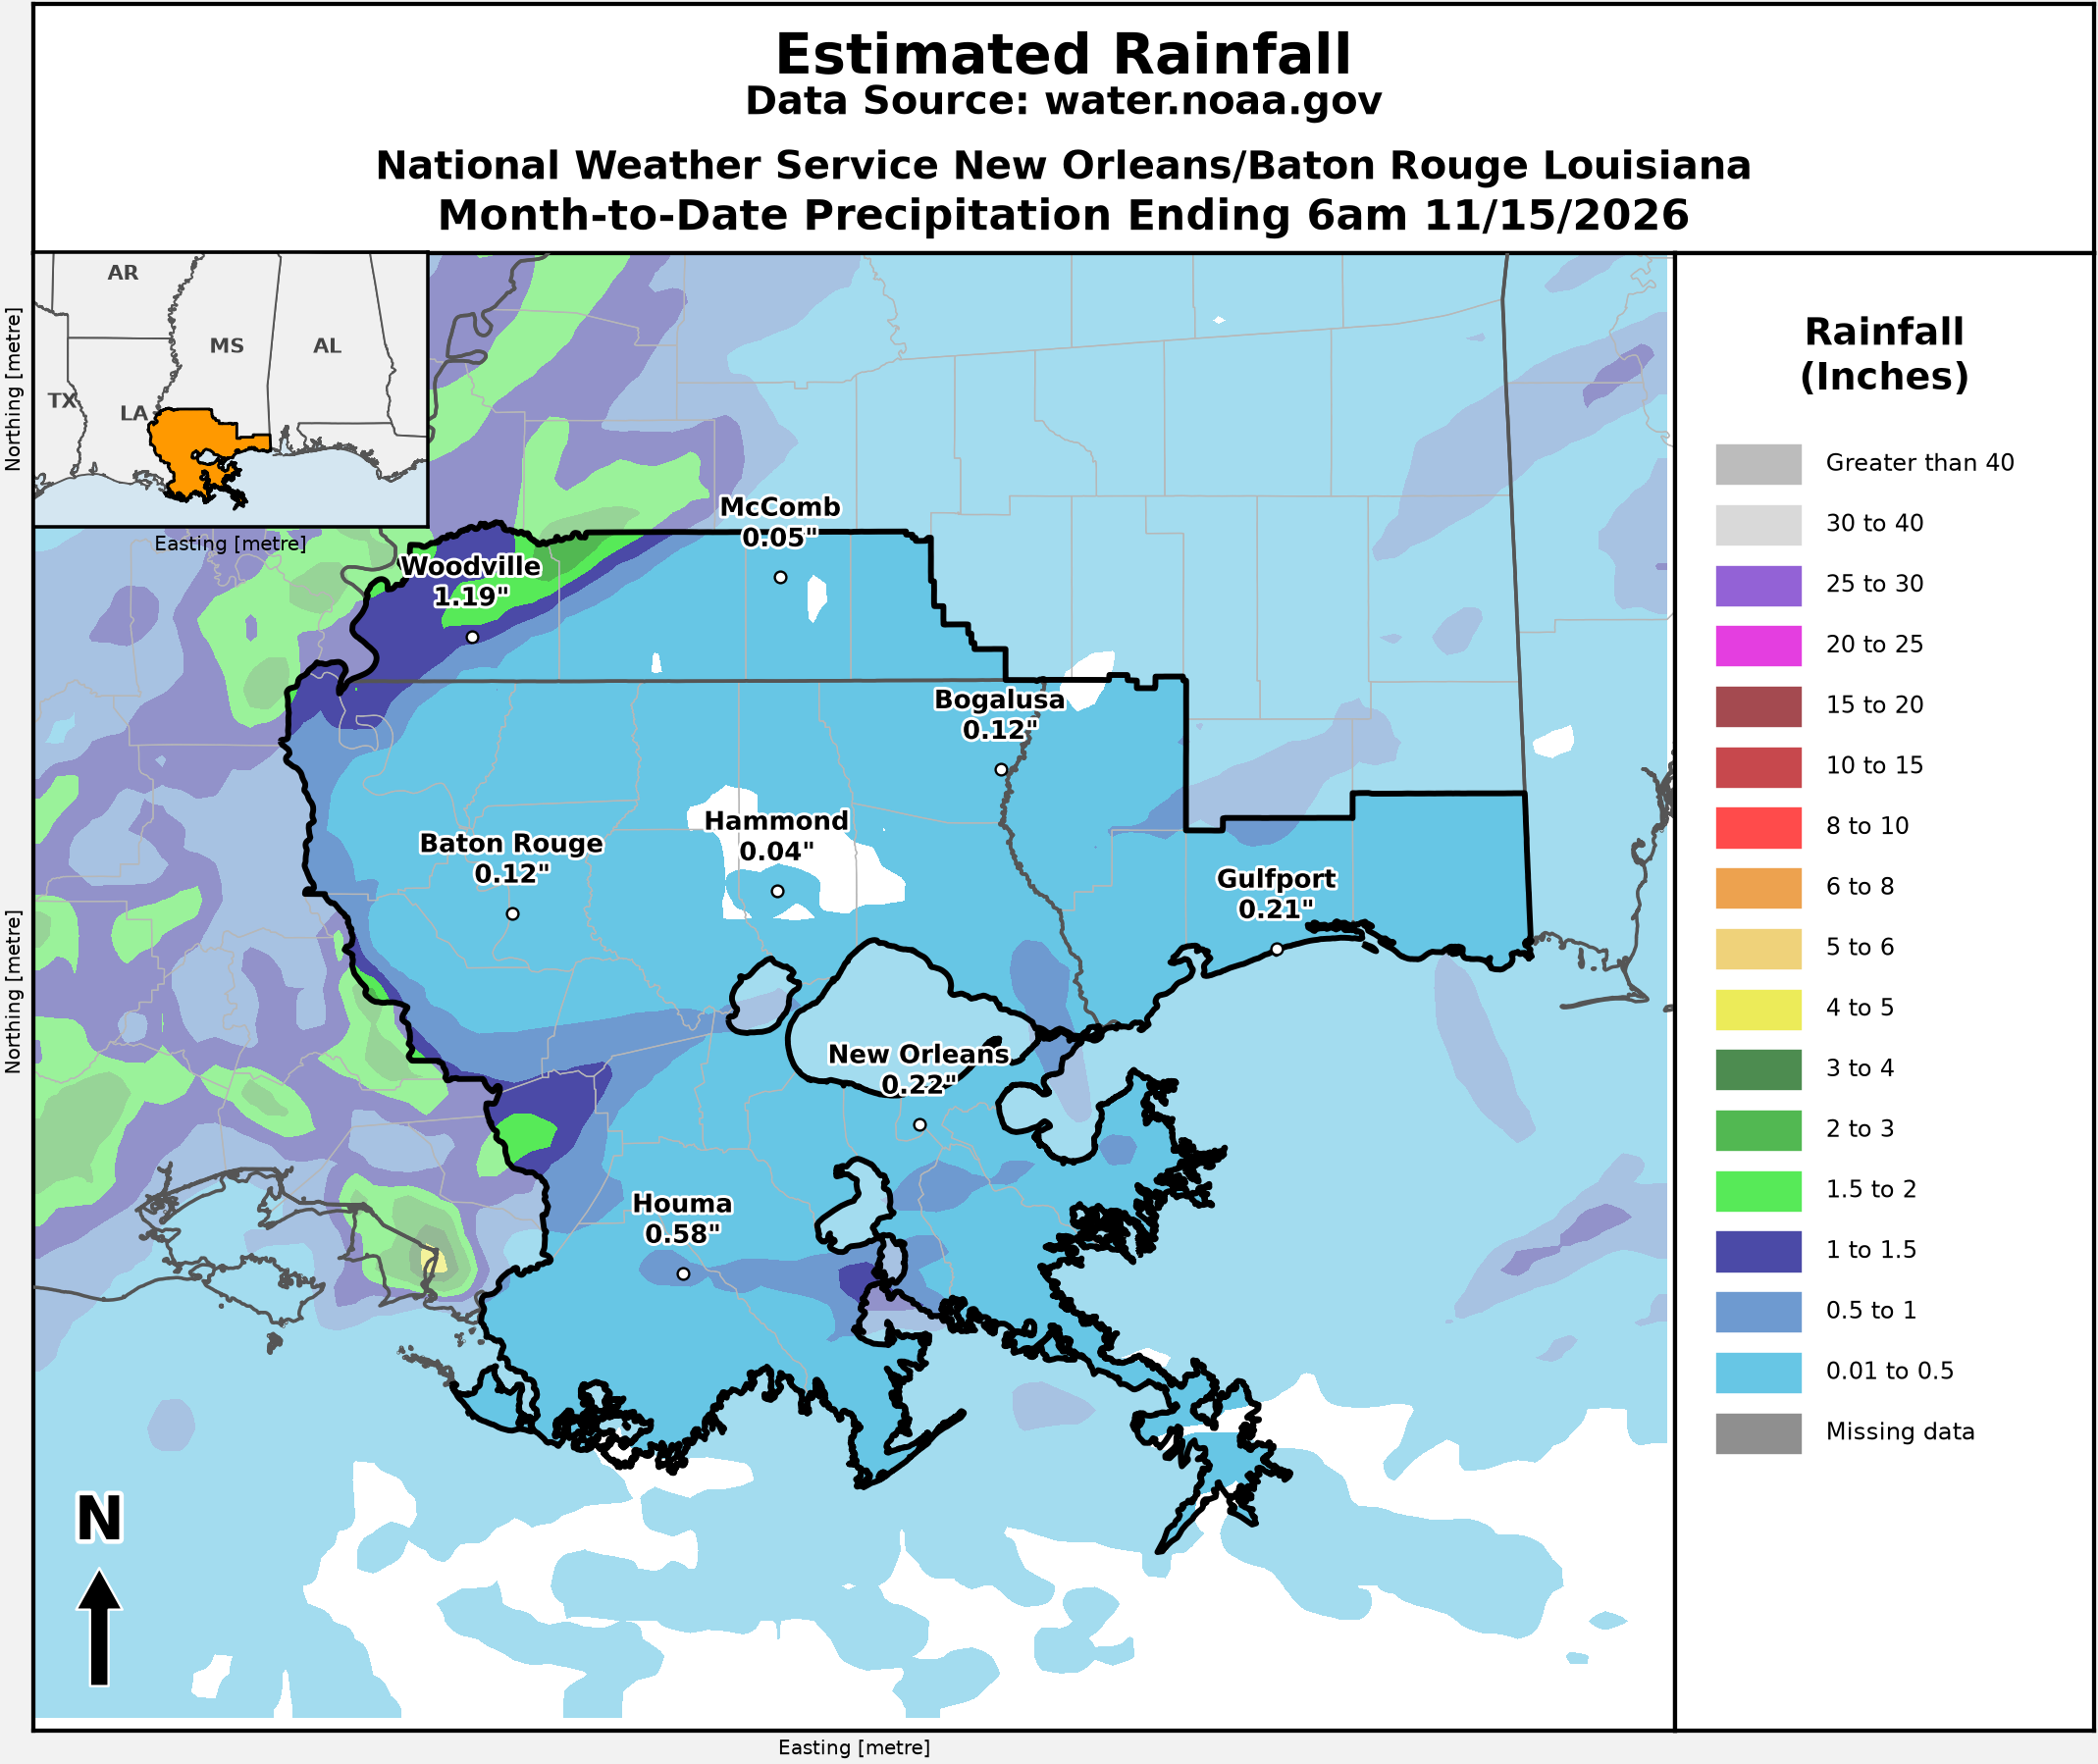 Estimated Rainfall
Data Source: water.noaa.gov
National Weather Service New Orleans/Baton Rouge Louisiana
Month-to-Date Precipitation Ending 6am 11/15/2026
AR
MS
AL
TX
LA
Northing [metre]
Easting [metre]
McComb
0.05"
Woodville
1.19"
Bogalusa
0.12"
Hammond
0.04"
Baton Rouge
0.12"
Gulfport
0.21"
New Orleans
0.22"
Houma
0.58"
N
Northing [metre]
Easting [metre]
Rainfall
(Inches)
Greater than 40
30 to 40
25 to 30
20 to 25
15 to 20
10 to 15
8 to 10
6 to 8
5 to 6
4 to 5
3 to 4
2 to 3
1.5 to 2
1 to 1.5
0.5 to 1
0.01 to 0.5
Missing data